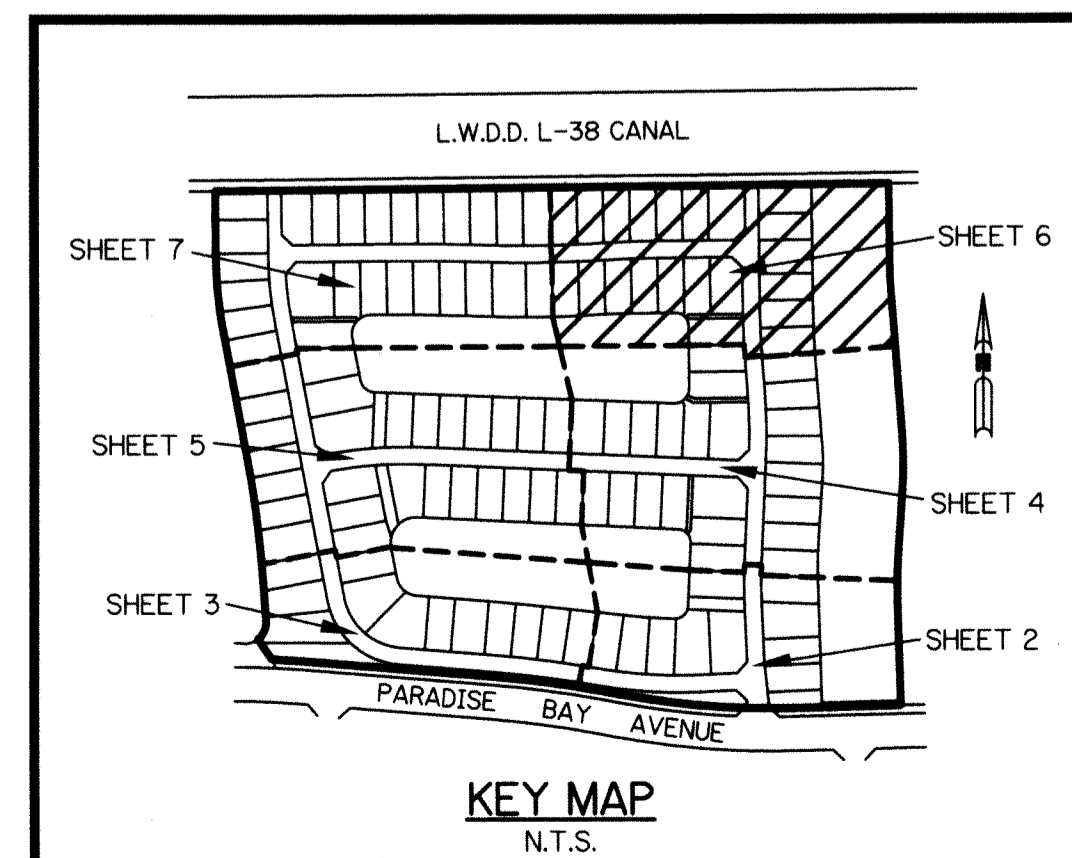 L.W.D.D. L-38 CANAL
SHEET 7
SHEET 6
SHEET 5
SHEET 4
SHEET 3
SHEET 2
PARADISE BAY AVENUE
KEY MAP
N.T.S.